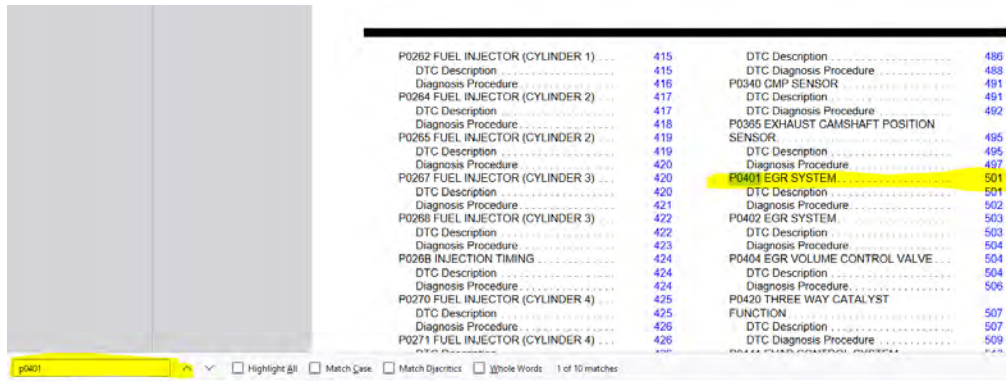 P0262 FUEL INJECTOR (CYLINDER 1) . . . 415
DTC Description . . . . . . . . . . . . . . . . 415
Diagnosis Procedure . . . . . . . . . . . . . 416
P0264 FUEL INJECTOR (CYLINDER 2) . . . 417
DTC Description . . . . . . . . . . . . . . . . 417
Diagnosis Procedure . . . . . . . . . . . . . 418
P0265 FUEL INJECTOR (CYLINDER 2) . . . 419
DTC Description . . . . . . . . . . . . . . . . 419
Diagnosis Procedure . . . . . . . . . . . . . 420
P0267 FUEL INJECTOR (CYLINDER 3) . . . 420
DTC Description . . . . . . . . . . . . . . . . 420
Diagnosis Procedure . . . . . . . . . . . . . 421
P0268 FUEL INJECTOR (CYLINDER 3) . . . 422
DTC Description . . . . . . . . . . . . . . . . 422
Diagnosis Procedure . . . . . . . . . . . . . 423
P026B INJECTION TIMING . . . . . . . . . . . 424
DTC Description . . . . . . . . . . . . . . . . 424
Diagnosis Procedure . . . . . . . . . . . . . 424
P0270 FUEL INJECTOR (CYLINDER 4) . . . 425
DTC Description . . . . . . . . . . . . . . . . 425
Diagnosis Procedure . . . . . . . . . . . . . 426
P0271 FUEL INJECTOR (CYLINDER 4) . . . 426
DTC Description . . . . . . . . . . . . . . . . 486
DTC Diagnosis Procedure . . . . . . . . . . 488
P0340 CMP SENSOR . . . . . . . . . . . . . . . 491
DTC Description . . . . . . . . . . . . . . . . 491
DTC Diagnosis Procedure . . . . . . . . . . 492
P0365 EXHAUST CAMSHAFT POSITION
SENSOR. . . . . . . . . . . . . . . . . . . . . . . 495
DTC Description . . . . . . . . . . . . . . . . 495
Diagnosis Procedure . . . . . . . . . . . . . 497
P0401 EGR SYSTEM . . . . . . . . . . . . . . . 501
DTC Description . . . . . . . . . . . . . . . . 501
Diagnosis Procedure . . . . . . . . . . . . . 502
P0402 EGR SYSTEM . . . . . . . . . . . . . . . 503
DTC Description . . . . . . . . . . . . . . . . 503
Diagnosis Procedure . . . . . . . . . . . . . 504
P0404 EGR VOLUME CONTROL VALVE . . . 504
DTC Description . . . . . . . . . . . . . . . . 504
Diagnosis Procedure . . . . . . . . . . . . . 506
P0420 THREE WAY CATALYST
FUNCTION . . . . . . . . . . . . . . . . . . . . . 507
DTC Description . . . . . . . . . . . . . . . . 507
Diagnosis Procedure . . . . . . . . . . . . . 509
p0401 Highlight All Match Case Match Diacritics Whole Words 1 of 10 matches